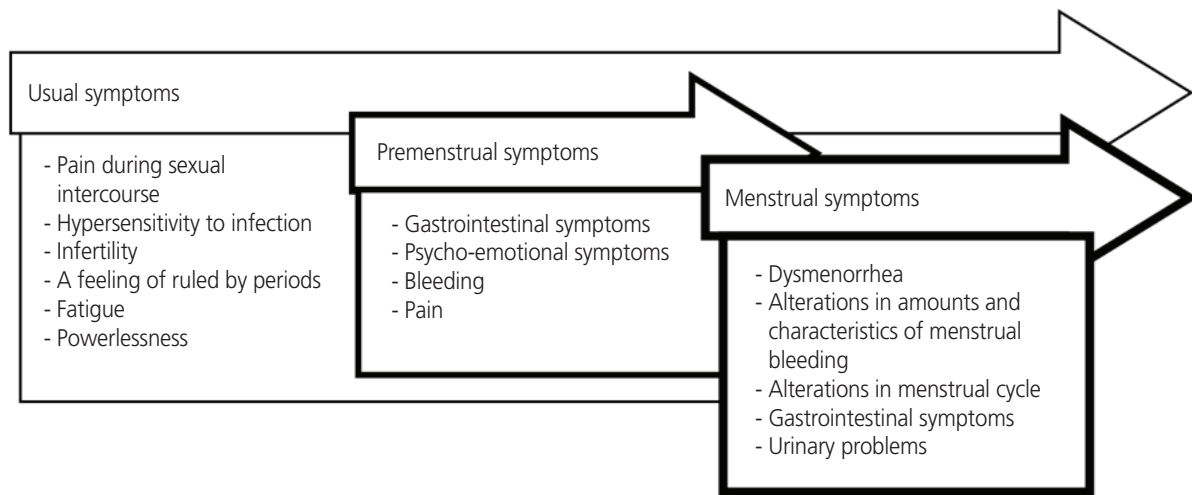 Usual symptoms
- Pain during sexual
intercourse
- Hypersensitivity to infection
- Infertility
- A feeling of ruled by periods
- Fatigue
- Powerlessness
Premenstrual symptoms
- Gastrointestinal symptoms
- Psycho-emotional symptoms
- Bleeding
- Pain
Menstrual symptoms
- Dysmenorrhea
- Alterations in amounts and
characteristics of menstrual
bleeding
- Alterations in menstrual cycle
- Gastrointestinal symptoms
- Urinary problems